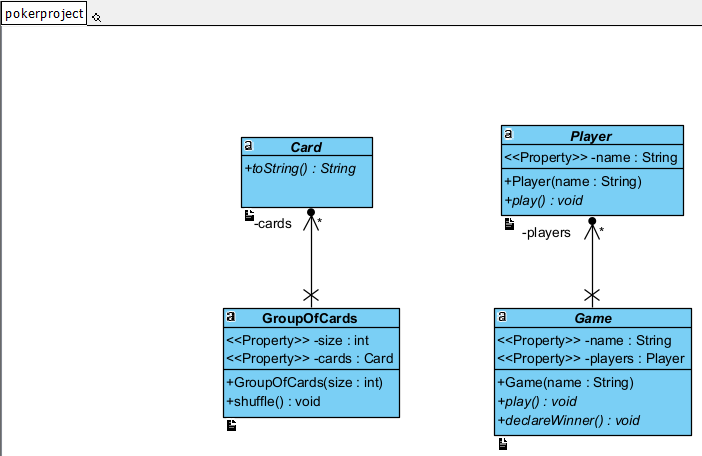 pokerproject
Card
+toString() : String
-cards
*
Player
<<Property>> -name : String
+Player(name : String)
+play() : void
-players
*
GroupOfCards
<<Property>> -size : int
<<Property>> -cards : Card
+GroupOfCards(size : int)
+shuffle() : void
Game
<<Property>> -name : String
<<Property>> -players : Player
+Game(name : String)
+play() : void
+declareWinner() : void